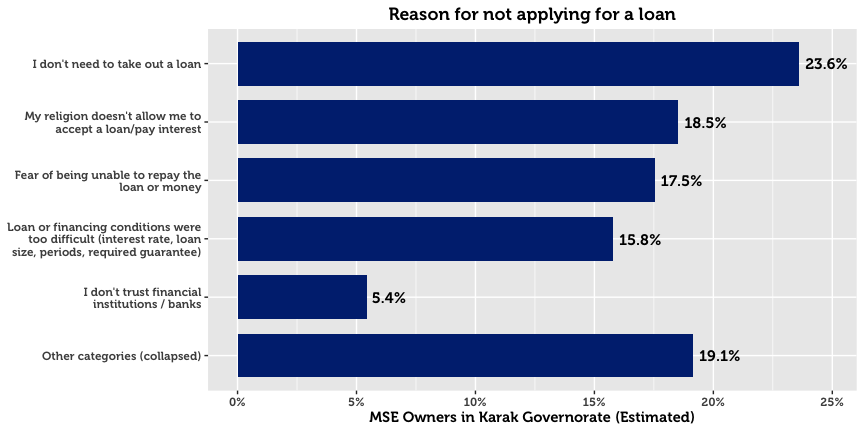 Reason for not applying for a loan
I don't need to take out a loan
23.6%
My religion doesn't allow me to
accept a loan/pay interest
18.5%
Fear of being unable to repay the
loan or money
17.5%
Loan or financing conditions were
too difficult (interest rate, loan
size, periods, required guarantee)
15.8%
I don't trust financial
institutions / banks
5.4%
Other categories (collapsed)
19.1%
0% 5% 10% 15% 20% 25%
MSE Owners in Karak Governorate (Estimated)